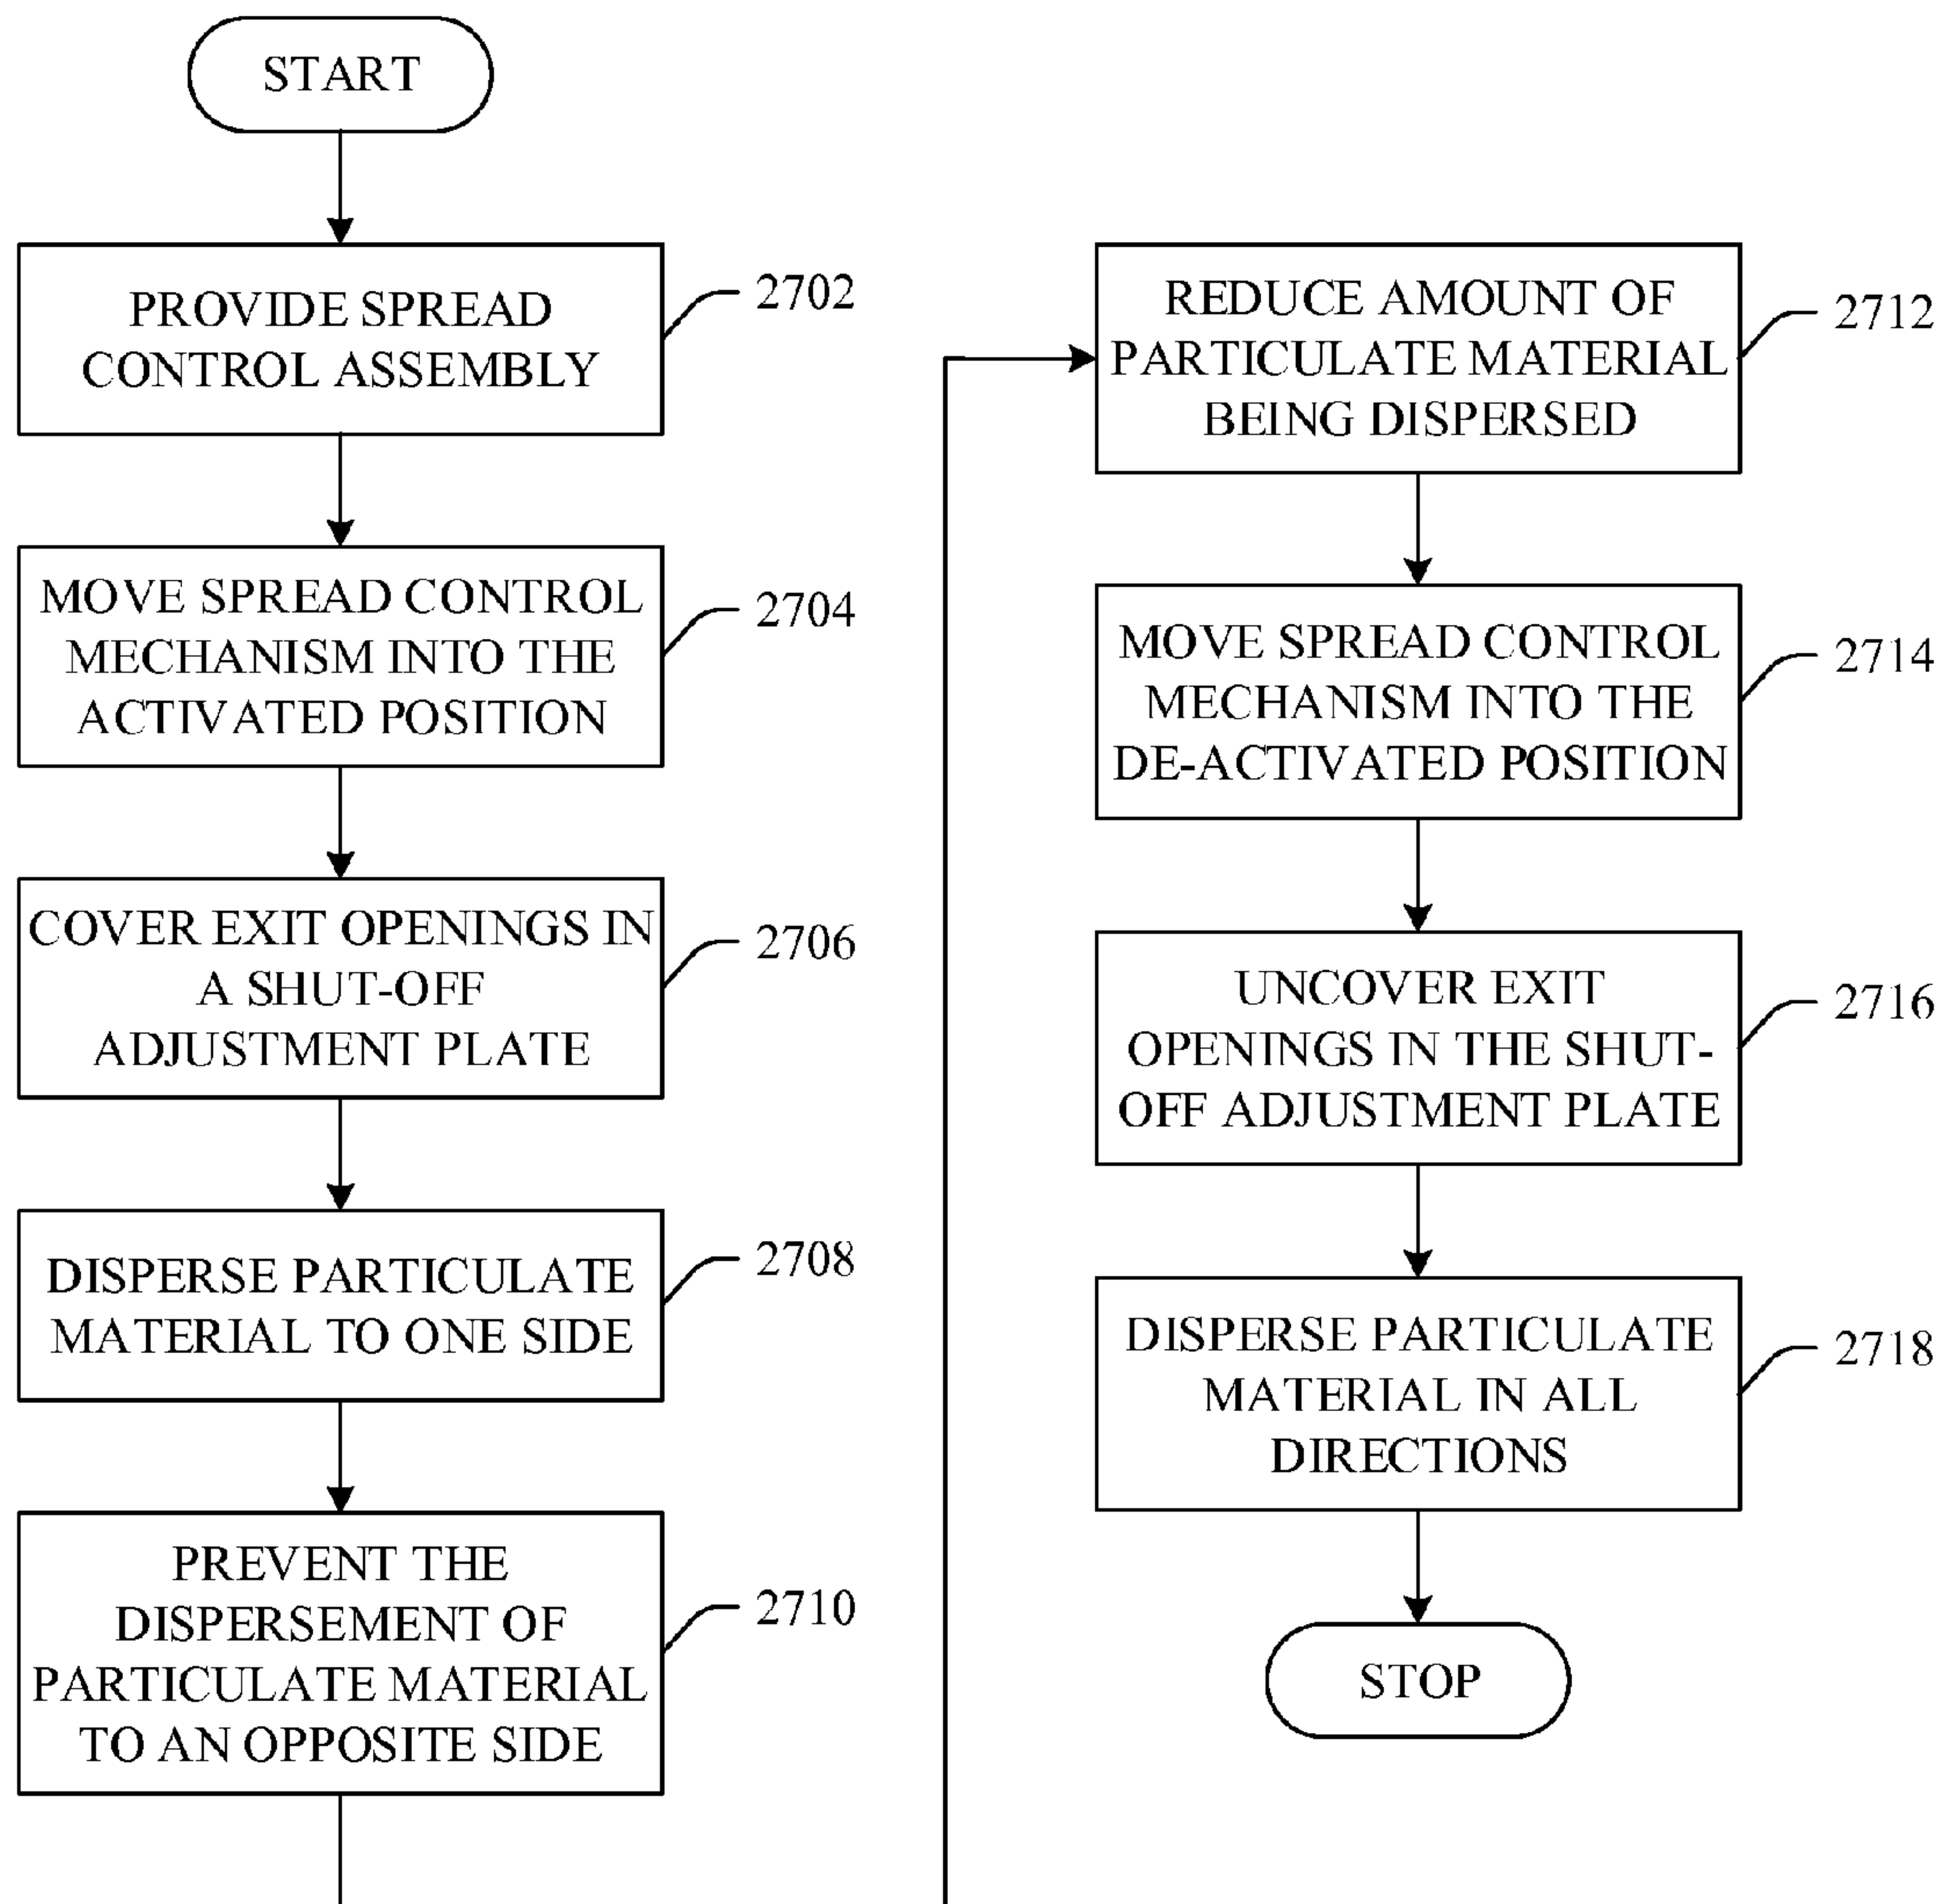 START
PROVIDE SPREAD
CONTROL ASSEMBLY
2702
MOVE SPREAD CONTROL
MECHANISM INTO THE
ACTIVATED POSITION
2704
COVER EXIT OPENINGS IN
A SHUT-OFF
ADJUSTMENT PLATE
2706
DISPERSE PARTICULATE
MATERIAL TO ONE SIDE
2708
PREVENT THE
DISPERSEMENT OF
PARTICULATE MATERIAL
TO AN OPPOSITE SIDE
2710
REDUCE AMOUNT OF
PARTICULATE MATERIAL
BEING DISPERSED
2712
MOVE SPREAD CONTROL
MECHANISM INTO THE
DE-ACTIVATED POSITION
2714
UNCOVER EXIT
OPENINGS IN THE SHUT-
OFF ADJUSTMENT PLATE
2716
DISPERSE PARTICULATE
MATERIAL IN ALL
DIRECTIONS
2718
STOP